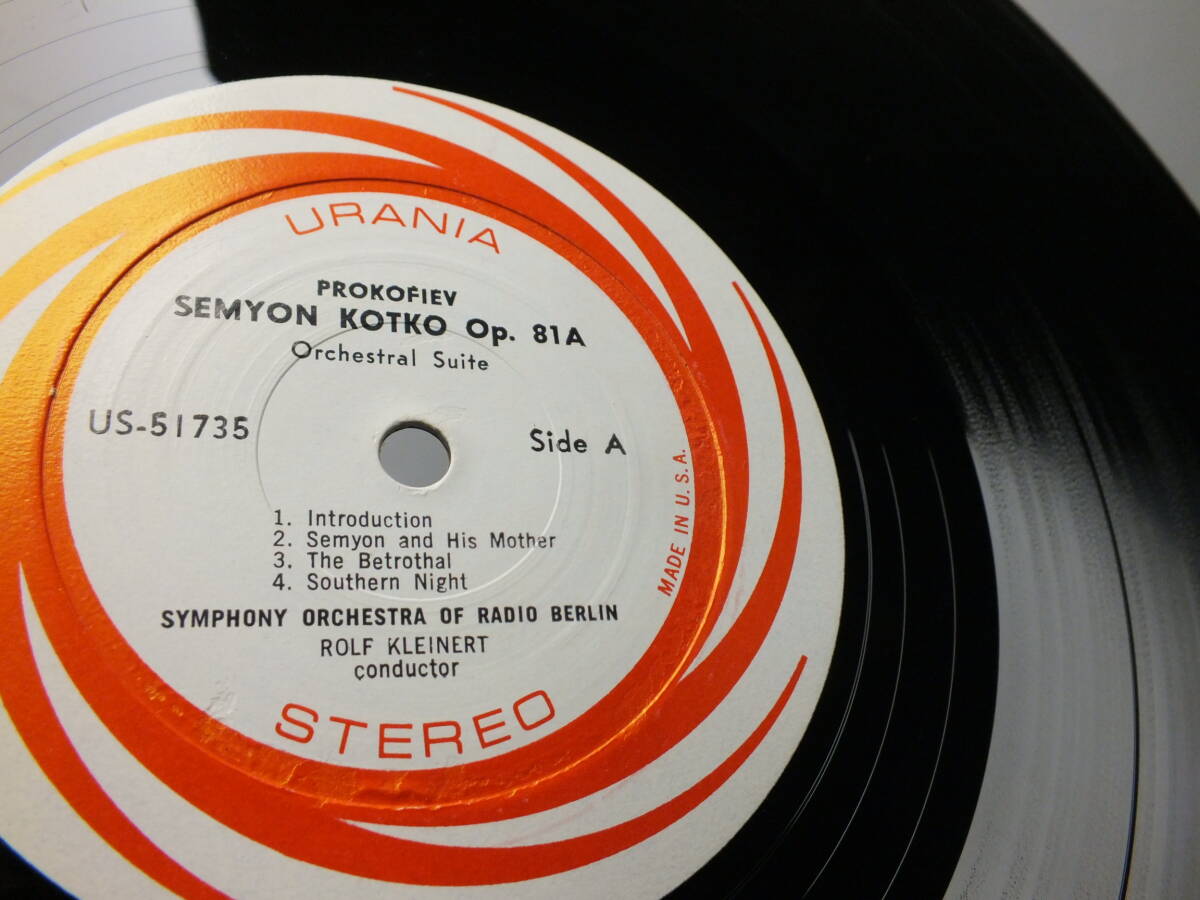 URANIA
PROKOFIEV
SEMYON KOTKO Op. 81A
Orchestral Suite
US-51735
Side A
1. Introduction
2. Semyon and His Mother
3. The Betrothal
4. Southern Night
MADE IN U. S. A.
SYMPHONY ORCHESTRA OF RADIO BERLIN
ROLF KLEINERT
conductor
STEREO